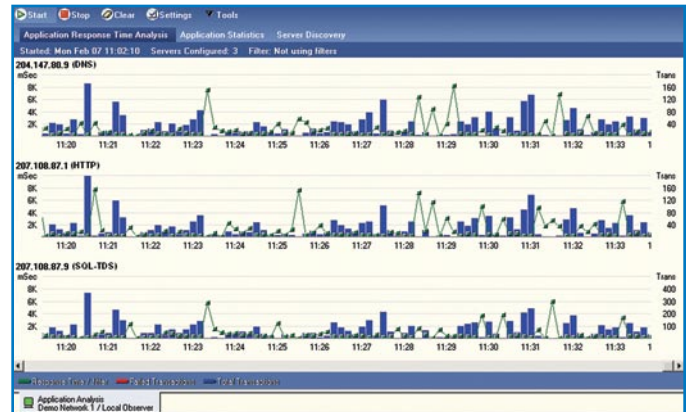 Start Stop Clear Settings Tools
Application Response Time Analysis Application Statistics Server Discovery
Started: Mon Feb 07 11:02:10 Servers Configured: 3 Filter: Not using filters
204.147.80.9 (DNS)
mSec Trans
8K 160
6K 120
4K 80
2K 40
11:20 11:21 11:22 11:23 11:24 11:25 11:26 11:27 11:28 11:29 11:30 11:31 11:32 11:33 1
207.108.87.1 (HTTP)
mSec Trans
8K 160
6K 120
4K 80
2K 40
11:20 11:21 11:22 11:23 11:24 11:25 11:26 11:27 11:28 11:29 11:30 11:31 11:32 11:33 1
207.108.87.9 (SQL-TDS)
mSec Trans
8K 400
6K 300
4K 200
2K 100
11:20 11:21 11:22 11:23 11:24 11:25 11:26 11:27 11:28 11:29 11:30 11:31 11:32 11:33 1
Response Time / Failed Transactions Total Transactions
Application Analysis
Demo Network 1 / Local Observer